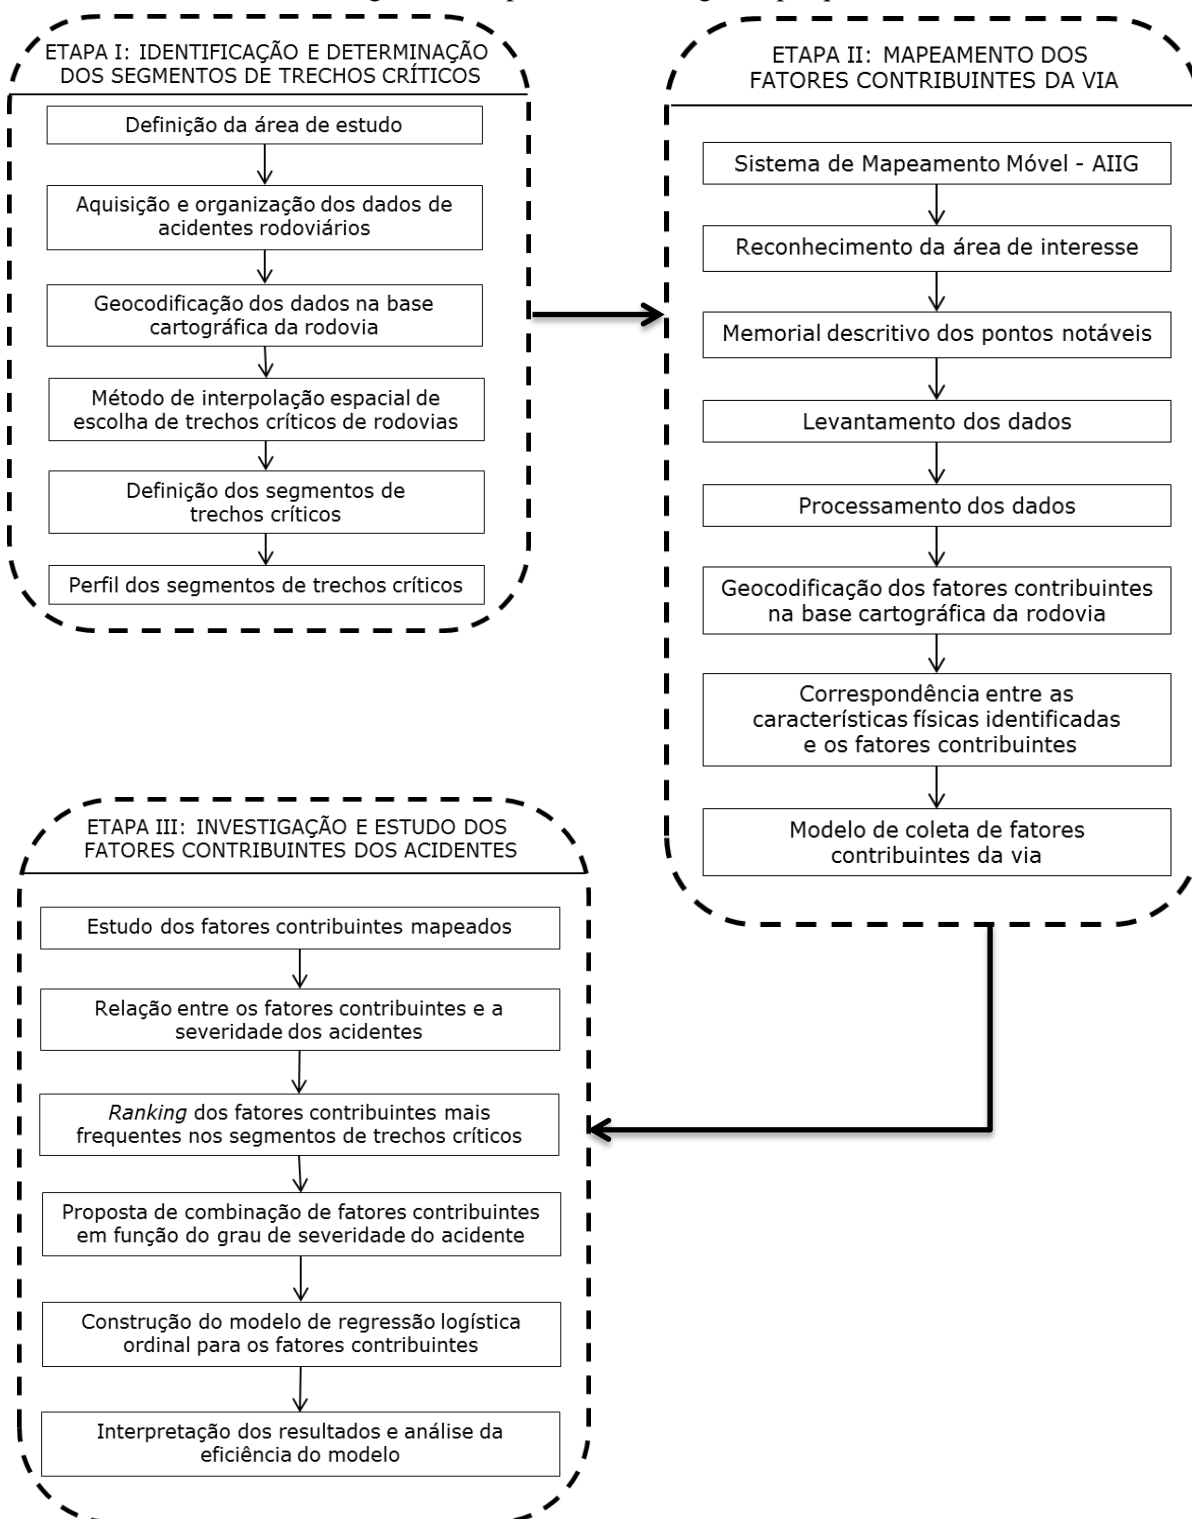 ETAPA I: IDENTIFICAÇÃO E DETERMINAÇÃO
DOS SEGMENTOS DE TRECHOS CRÍTICOS
Definição da área de estudo
Aquisição e organização dos dados de
acidentes rodoviários
Geocodificação dos dados na base
cartográfica da rodovia
Método de interpolação espacial de
escolha de trechos críticos de rodovias
Definição dos segmentos de
trechos críticos
Perfil dos segmentos de trechos críticos
ETAPA II: MAPEAMENTO DOS
FATORES CONTRIBUINTES DA VIA
Sistema de Mapeamento Móvel - AIIG
Reconhecimento da área de interesse
Memorial descritivo dos pontos notáveis
Levantamento dos dados
Processamento dos dados
Geocodificação dos fatores contribuintes
na base cartográfica da rodovia
Correspondência entre as
características físicas identificadas
e os fatores contribuintes
Modelo de coleta de fatores
contribuintes da via
ETAPA III: INVESTIGAÇÃO E ESTUDO DOS
FATORES CONTRIBUINTES DOS ACIDENTES
Estudo dos fatores contribuintes mapeados
Relação entre os fatores contribuintes e a
severidade dos acidentes
Ranking dos fatores contribuintes mais
frequentes nos segmentos de trechos críticos
Proposta de combinação de fatores contribuintes
em função do grau de severidade do acidente
Construção do modelo de regressão logística
ordinal para os fatores contribuintes
Interpretação dos resultados e análise da
eficiência do modelo